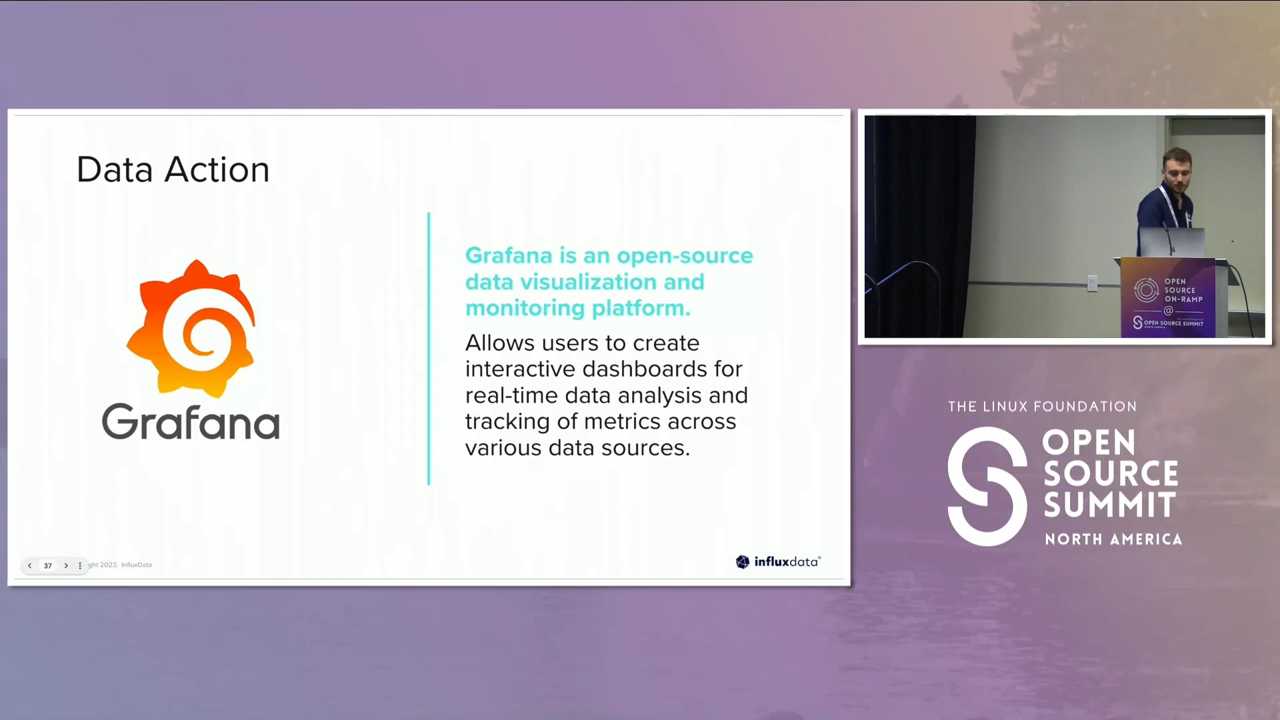 Data Action
Grafana
Grafana is an open-source
data visualization and
monitoring platform.
Allows users to create
interactive dashboards for
real-time data analysis and
tracking of metrics across
various data sources.
37
ght 2023, InfluxData
influxdata
OPEN
SOURCE
ON-RAMP
@
OPEN SOURCE SUMMIT
THE LINUX FOUNDATION
OPEN
SOURCE
SUMMIT
NORTH AMERICA